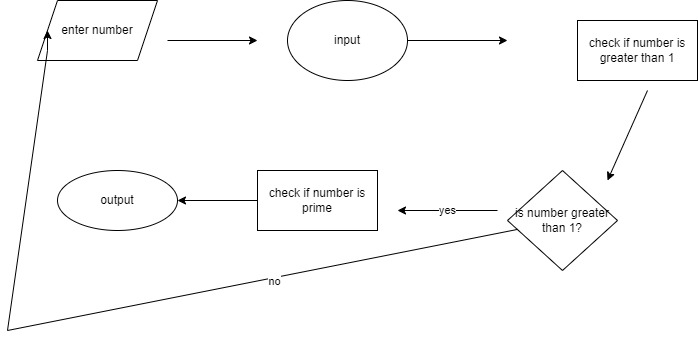 enter number
input
check if number is
greater than 1
output
check if number is
prime
yes
is number greater
than 1?
no